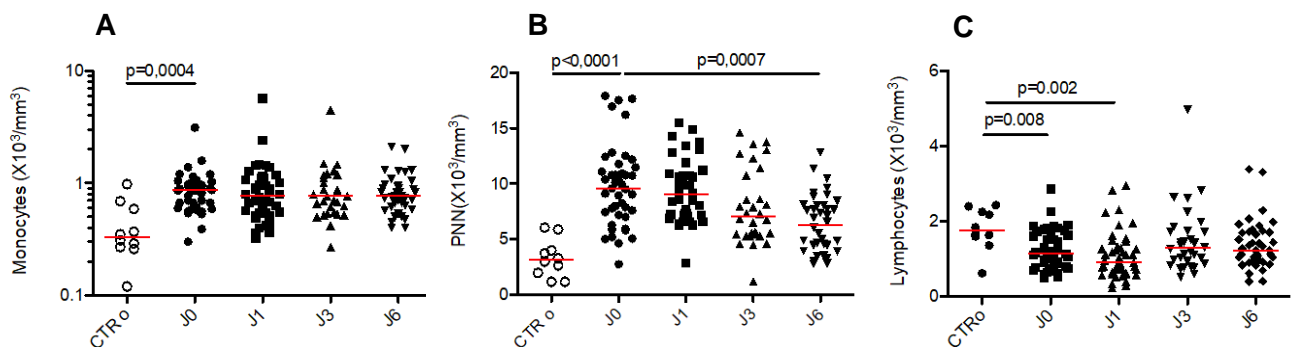 A
Monocytes (X10³/mm³)
10
1
0.1
p=0,0004
CTR o
J0
J1
J3
J6
B
PNN(X10³/mm³)
20
15
10
5
0
p<0,0001
p=0,0007
CTR o
J0
J1
J3
J6
C
Lymphocytes (X10³/mm³)
6
4
2
0
p=0.002
p=0.008
CTRo
J0
J1
J3
J6